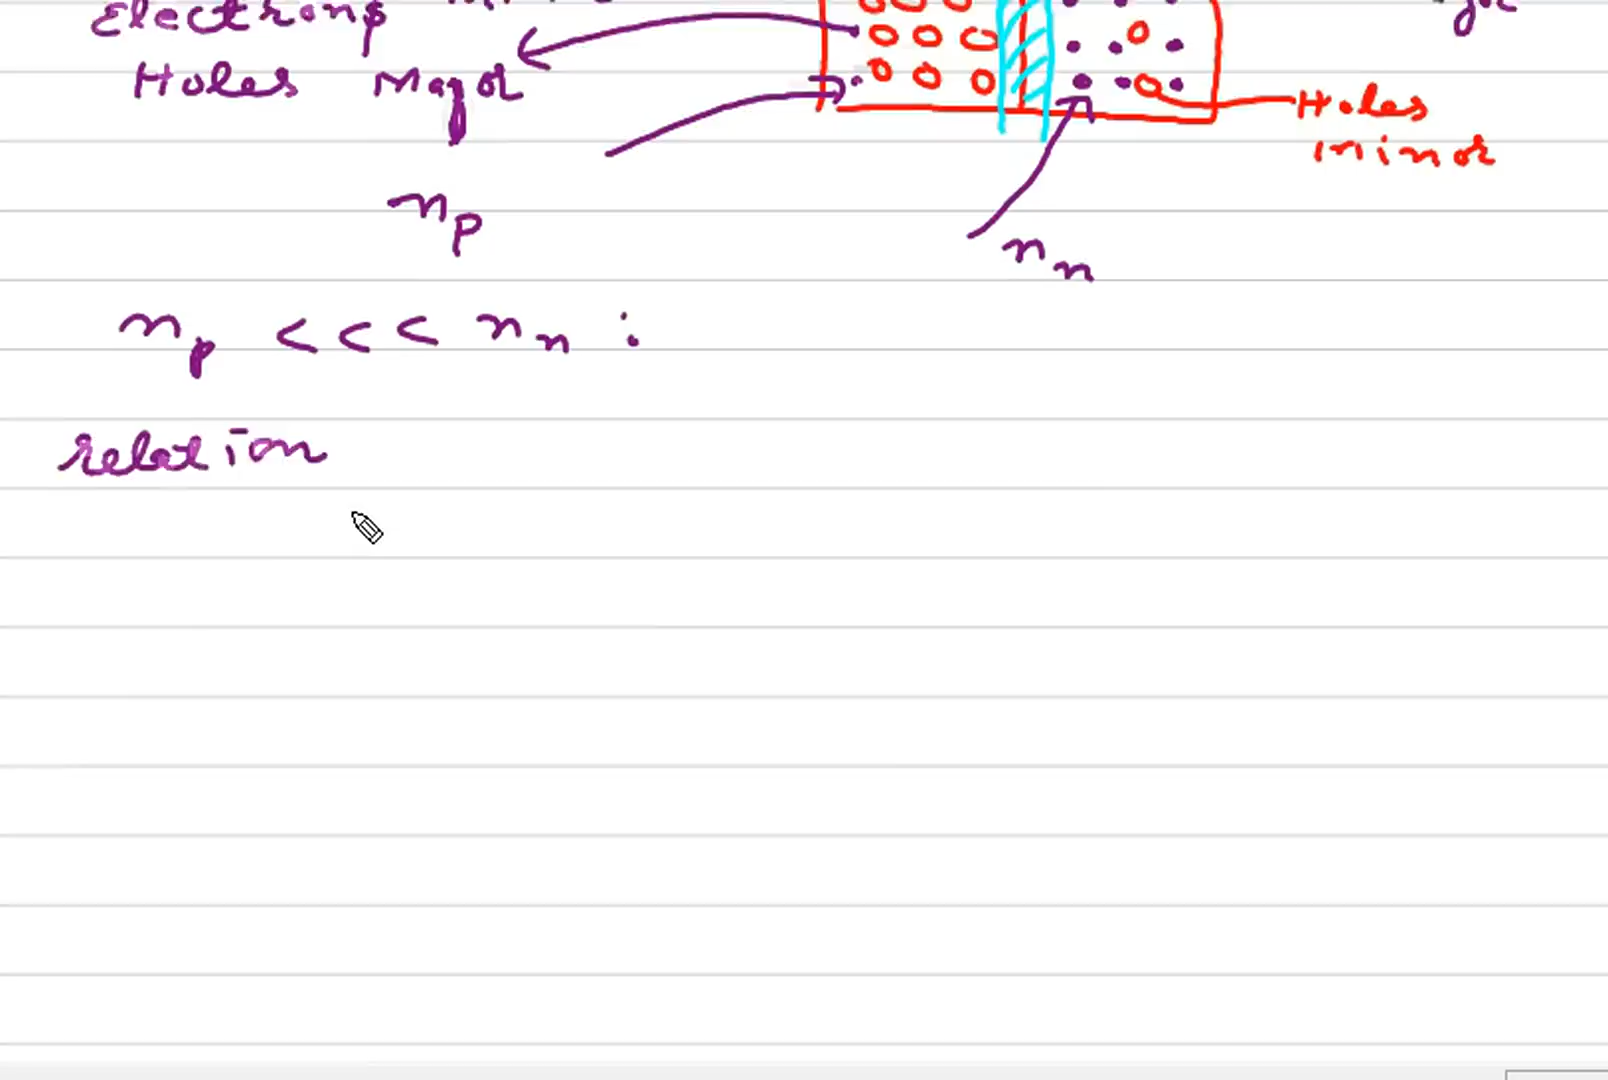 Electrons
Holes Major
Holes
minor
np
nn
np < < < nn :
relation